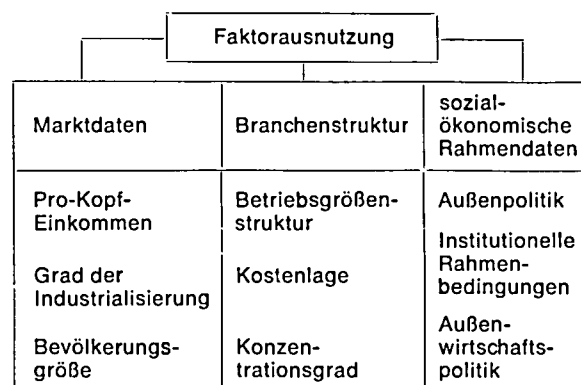 Faktorausnutzung
Marktdaten
Branchenstruktur
sozial-
ökonomische
Rahmendaten
Pro-Kopf-
Einkommen
Grad der
Industrialisierung
Bevölkerungs-
größe
Betriebsgrößen-
struktur
Kostenlage
Konzen-
trationsgrad
Außenpolitik
Institutionelle
Rahmen-
bedingungen
Außen-
wirtschafts-
politik